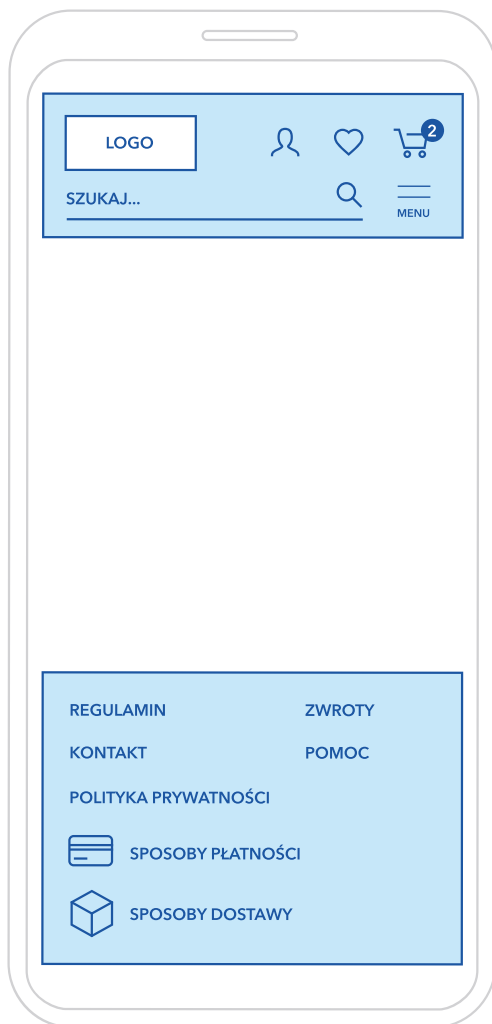 LOGO
2
SZUKAJ...
MENU
REGULAMIN
ZWROTY
KONTAKT
POMOC
POLITYKA PRYWATNOŚCI
SPOSOBY PŁATNOŚCI
SPOSOBY DOSTAWY